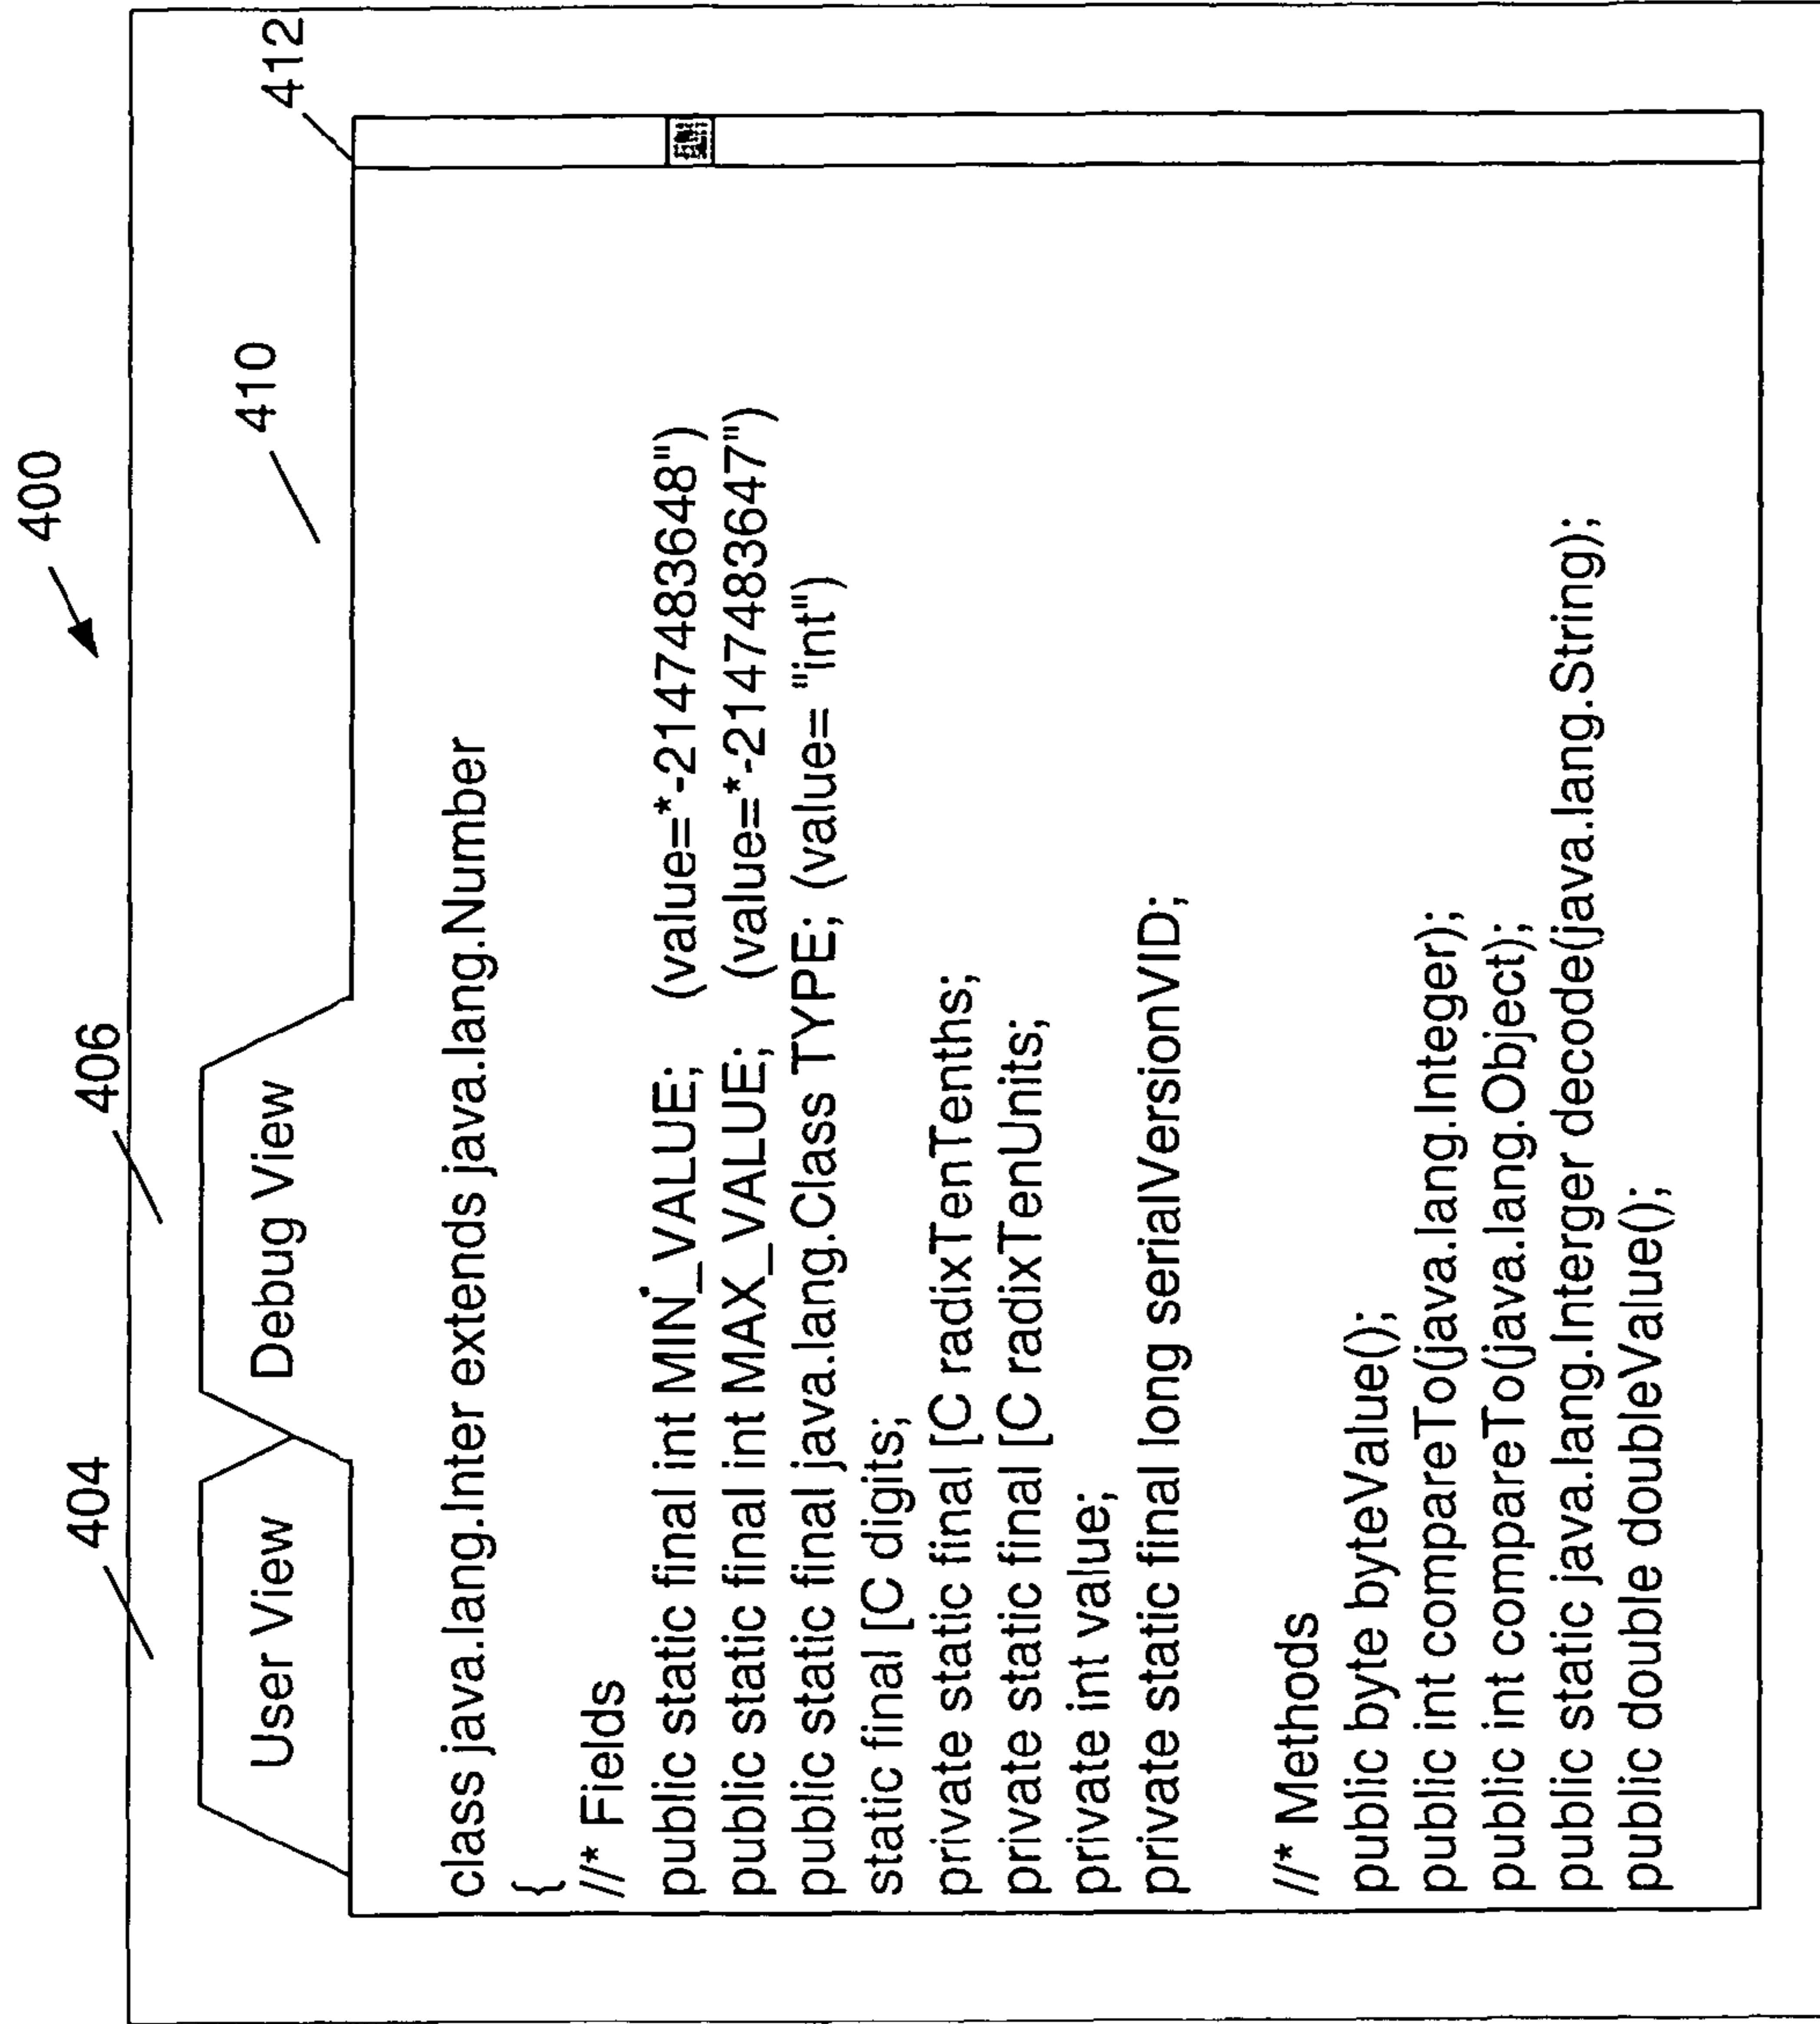 400
404
406
410
412
User View
Debug View
class java.lang.Inter extends java.lang.Number
{
//* Fields
public static final int MIN_VALUE; (value=*-2147483648")
public static final int MAX_VALUE; (value=*-2147483647")
public static final java.lang.Class TYPE; (value= "int")
static final [C digits;
private static final [C radixTenTenths;
private static final [C radixTenUnits;
private int value;
private static final long serialVersionVID;
//* Methods
public byte byteValue();
public int compareTo(java.lang.Integer);
public int compareTo(java.lang.Object);
public static java.lang.Interger decode(java.lang.String);
public double doubleValue();